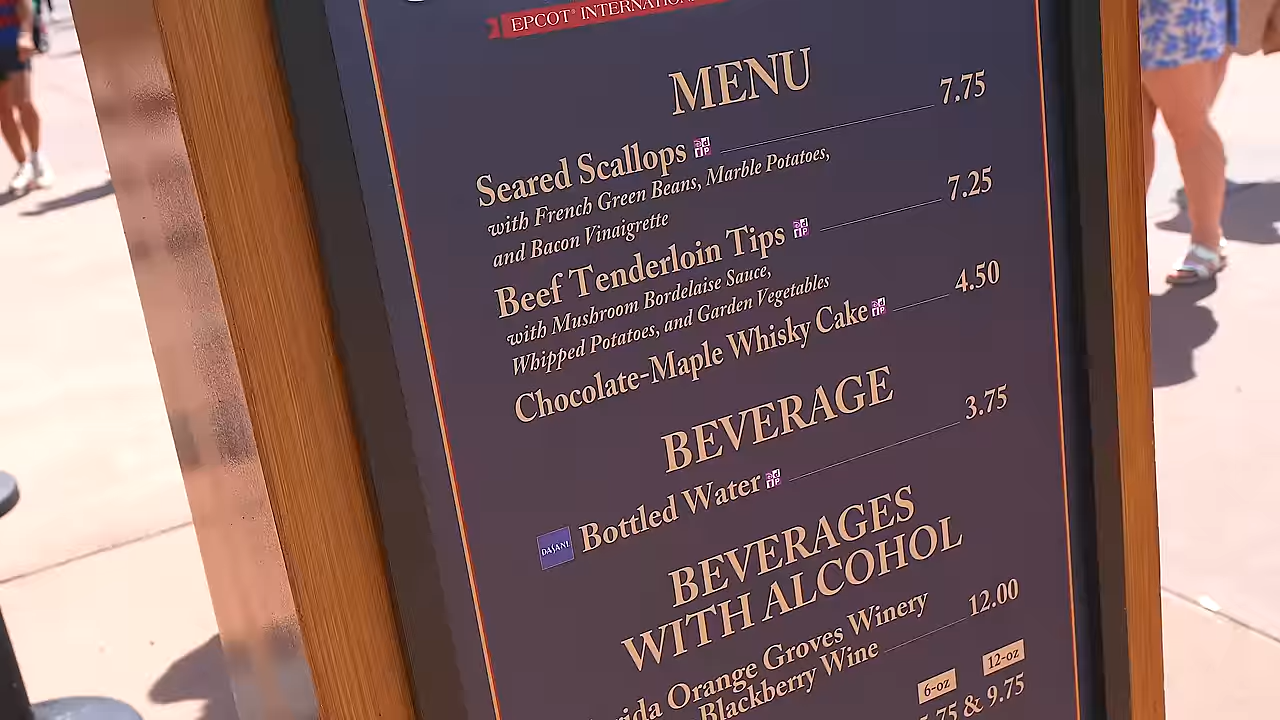 EPCOT® INTERNATIONAL
MENU
Seared Scallops 7.75
with French Green Beans, Marble Potatoes,
and Bacon Vinaigrette
Beef Tenderloin Tips 7.25
with Mushroom Bordelaise Sauce,
Whipped Potatoes, and Garden Vegetables
Chocolate-Maple Whisky Cake 4.50
BEVERAGE
DASANI Bottled Water 3.75
BEVERAGES
WITH ALCOHOL
Orange Groves Winery
Blackberry Wine 12.00
6-oz 12-oz
& 9.75